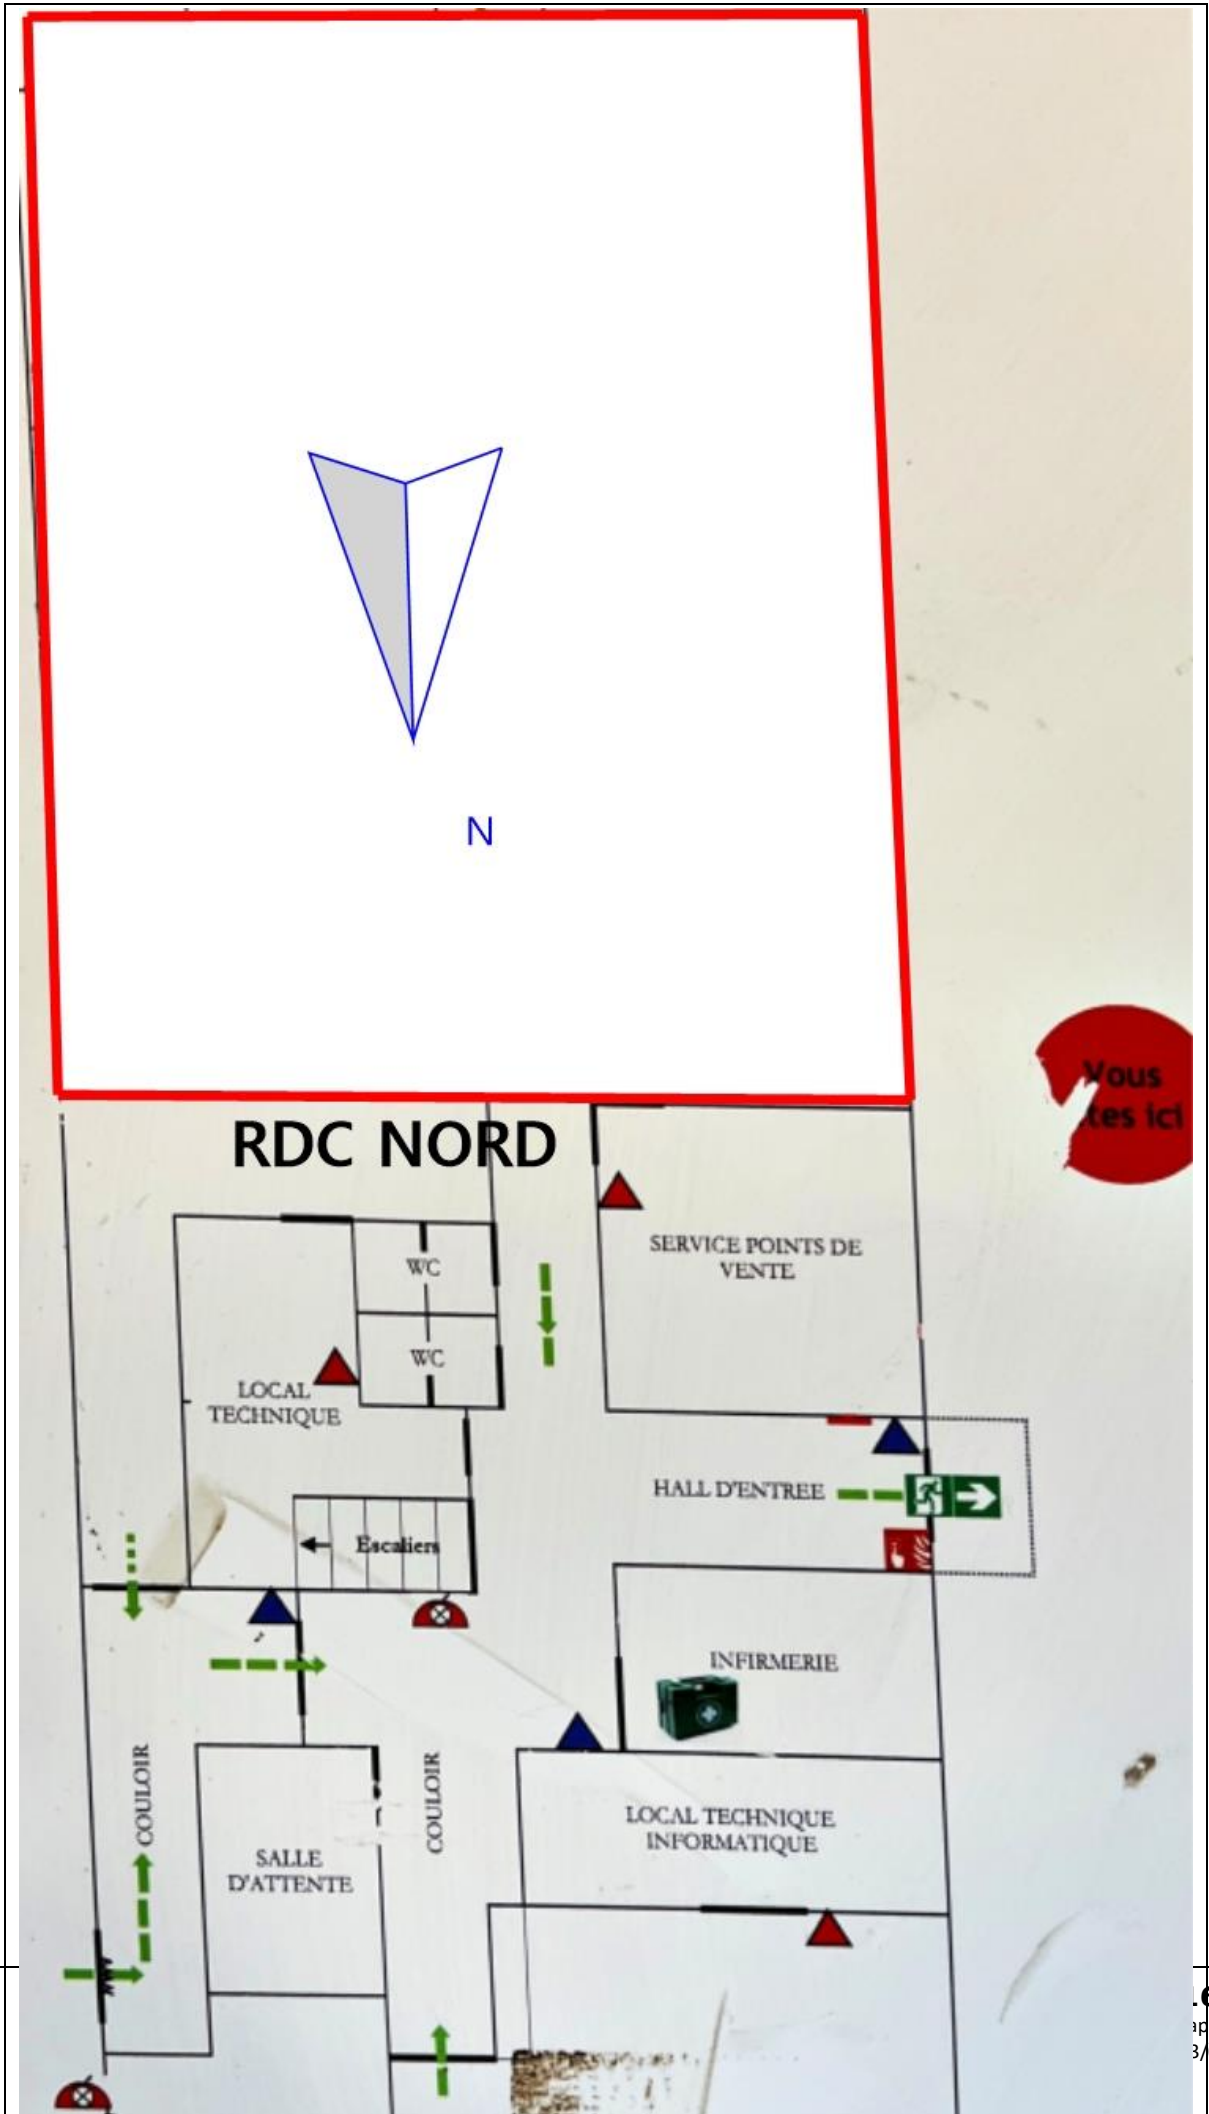 N
Vous
tes ici
RDC NORD
SERVICE POINTS DE
VENTE
WC
WC
LOCAL
TECHNIQUE
HALL D'ENTREE
Escaliers
INFIRMERIE
COULOIR
COULOIR
LOCAL TECHNIQUE
INFORMATIQUE
SALLE
D'ATTENTE